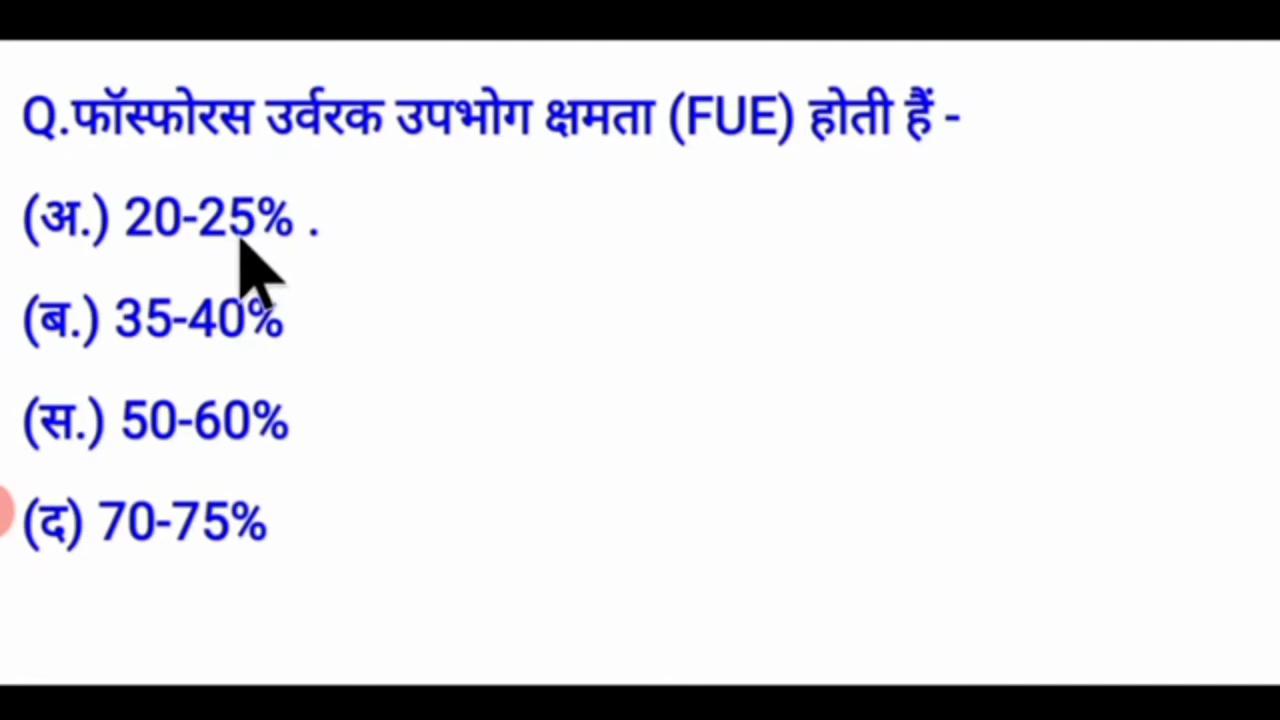 Q.फॉस्फोरस उर्वरक उपभोग क्षमता (FUE) होती हैं -
(अ.) 20-25% .
(ब.) 35-40%
(स.) 50-60%
(द) 70-75%